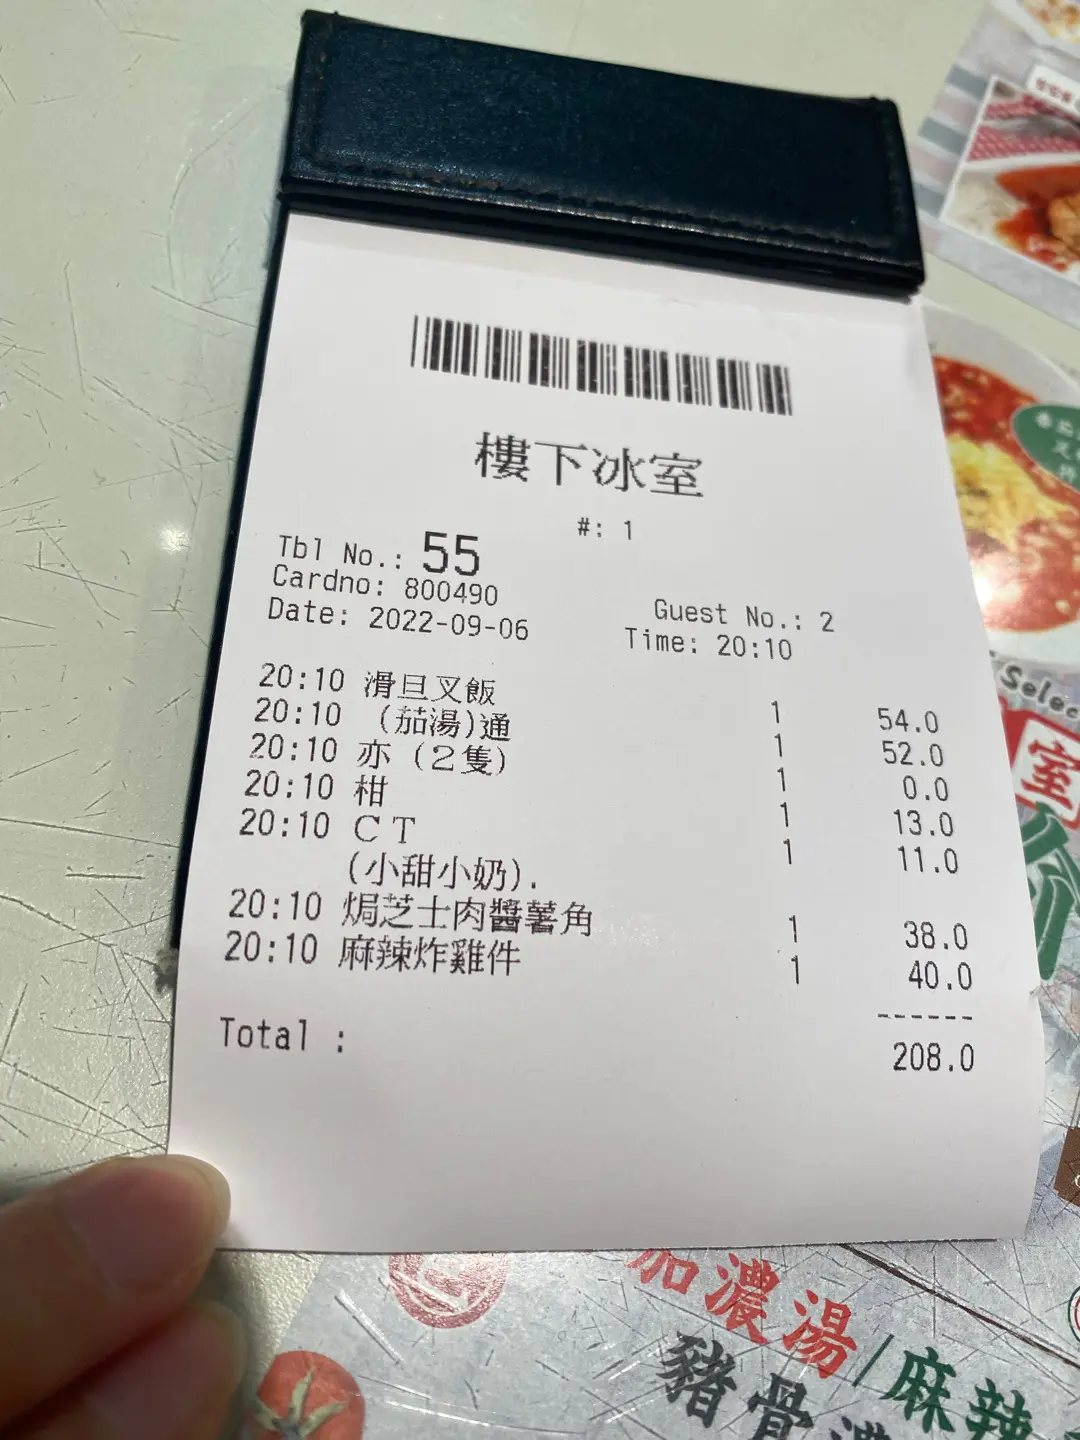 樓下冰室
#: 1
Tbl No.: 55
Cardno: 800490
Guest No.: 2
Date: 2022-09-06
Time: 20:10
20:10 滑旦叉飯 1 54.0
20:10 (茄湯)通 1 52.0
20:10 亦 (2隻) 1 0.0
20:10 柑 1 13.0
20:10 CT 1 11.0
(小甜小奶).
20:10 焗芝士肉醬薯角 1 38.0
20:10 麻辣炸雞件 1 40.0
------
Total : 208.0
Selec
室
加濃湯/麻辣
豬骨濃